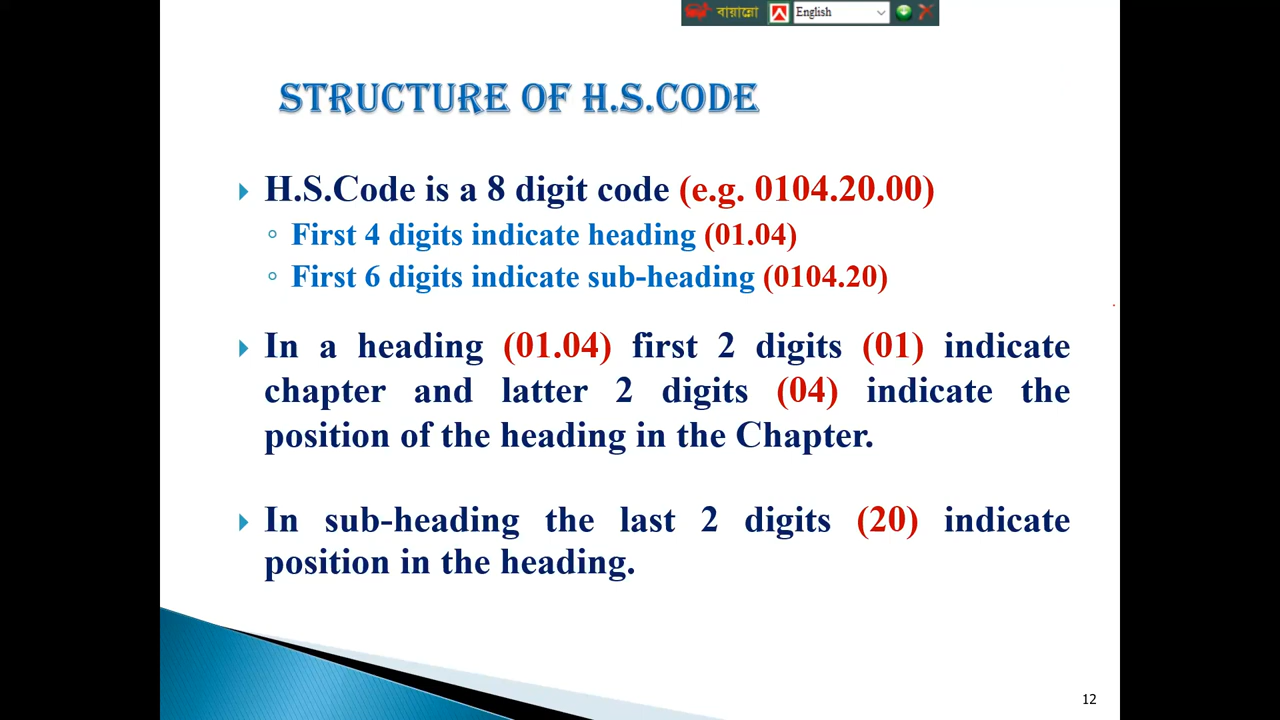 বায়ান্নো English
STRUCTURE OF H.S.CODE
H.S.Code is a 8 digit code (e.g. 0104.20.00)
First 4 digits indicate heading (01.04)
First 6 digits indicate sub-heading (0104.20)
In a heading (01.04) first 2 digits (01) indicate
chapter and latter 2 digits (04) indicate the
position of the heading in the Chapter.
In sub-heading the last 2 digits (20) indicate
position in the heading.
12